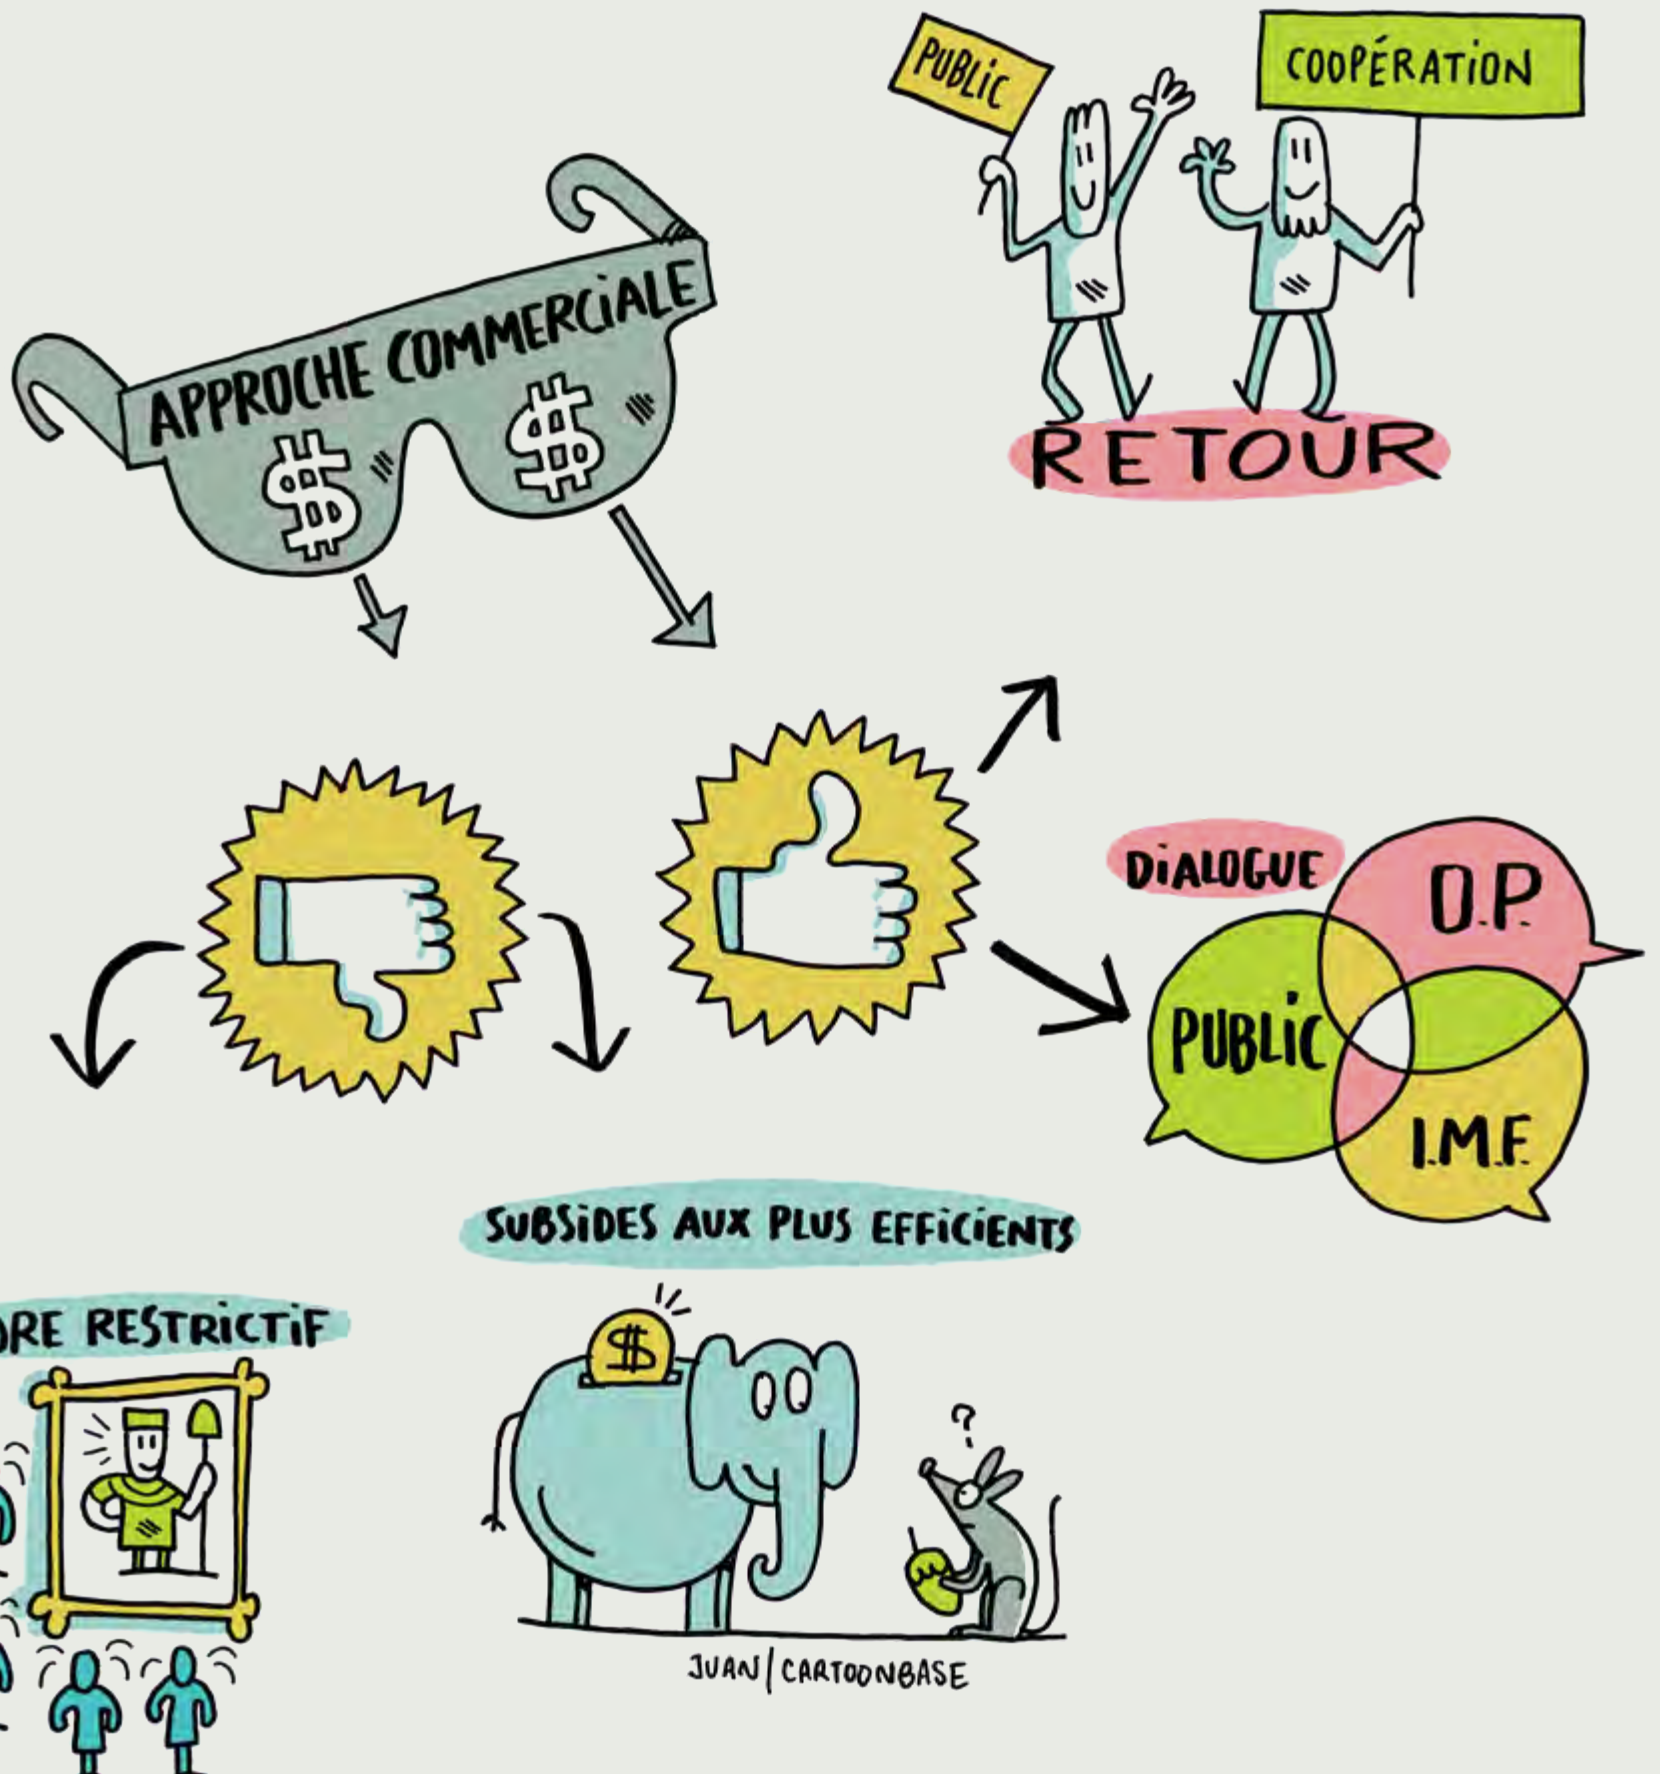 PUBLIC
COOPÉRATION
APPROCHE COMMERCIALE
$ $
RETOUR
DIALOGUE
O.P.
PUBLIC
I.M.F.
SUBSIDES AUX PLUS EFFICIENTS
RESTRICTIF
$
?
JUAN/CARTOONBASE